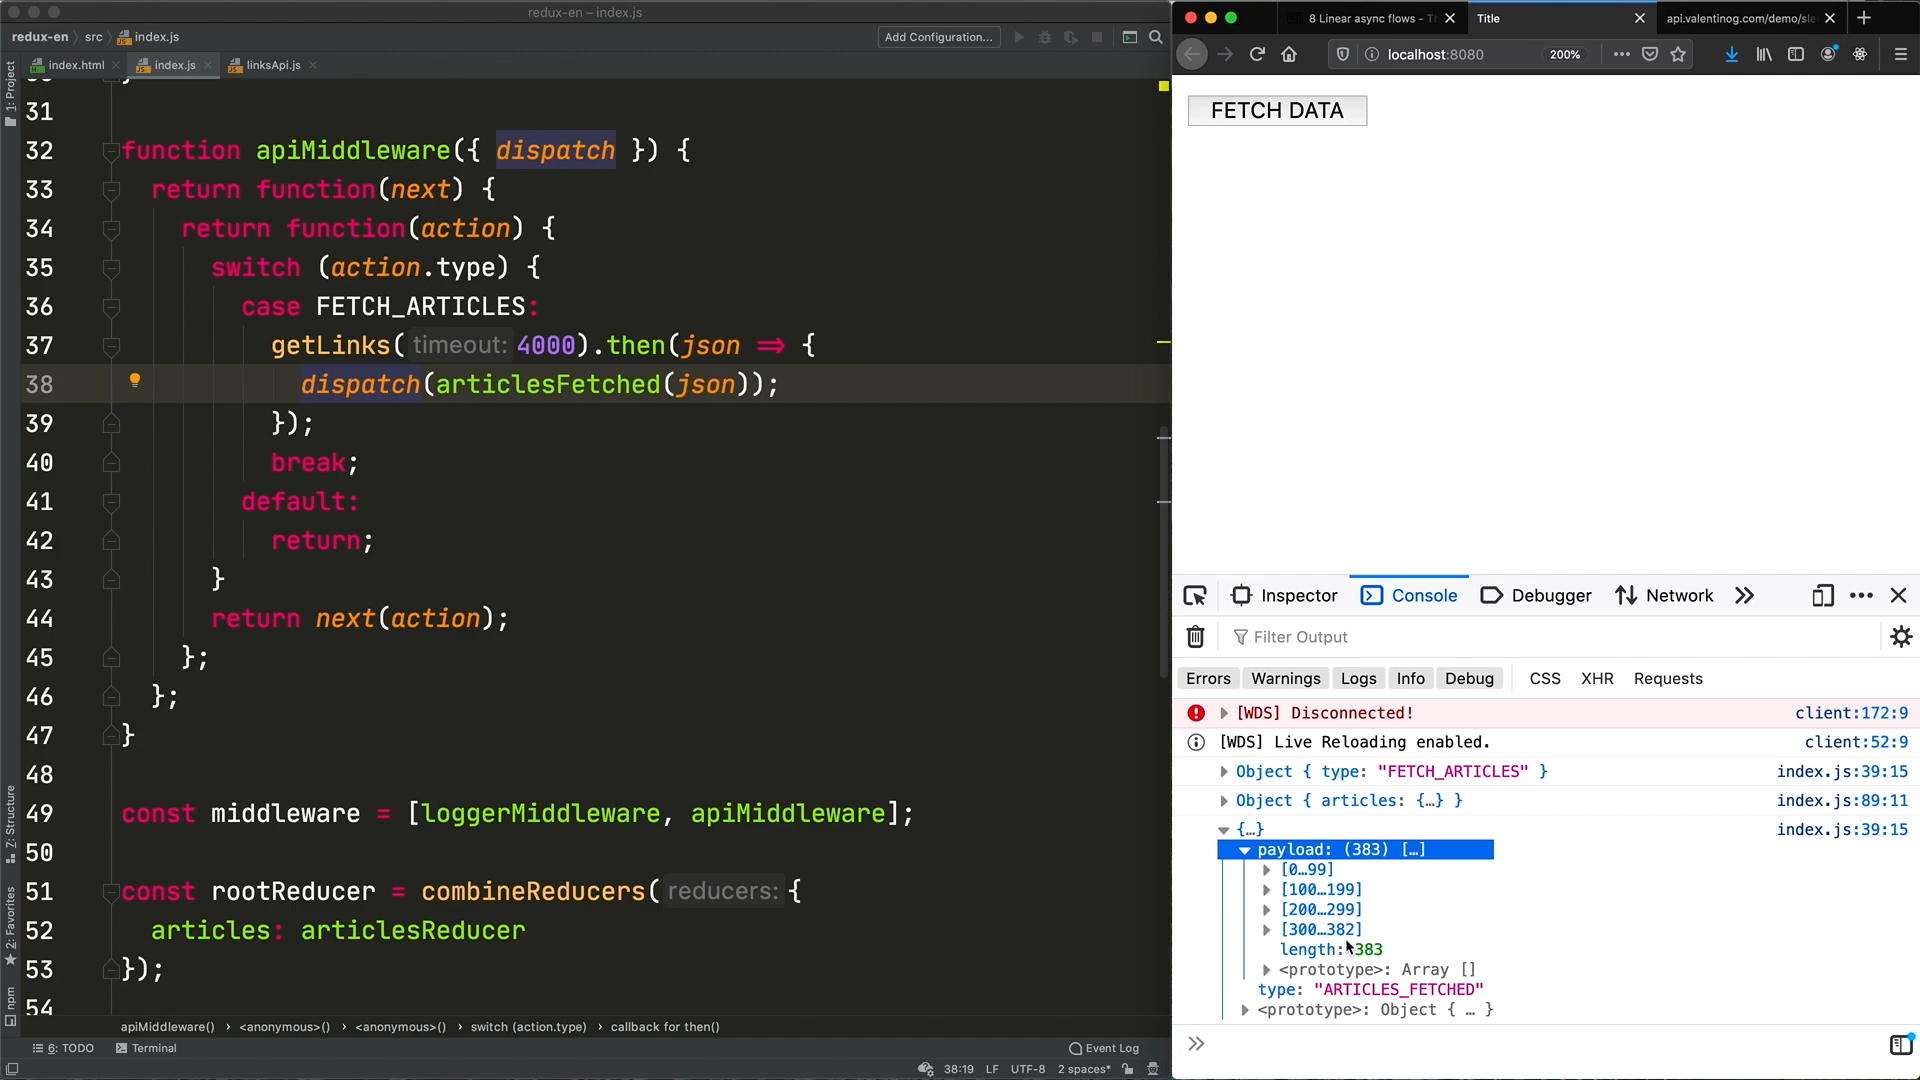 redux-en – index.js
redux-en src index.js
Add Configuration...
index.html index.js linksApi.js
1: Project
31
32 function apiMiddleware({ dispatch }) {
33 return function(next) {
34 return function(action) {
35 switch (action.type) {
36 case FETCH_ARTICLES:
37 getLinks( timeout: 4000).then(json => {
38 dispatch(articlesFetched(json));
39 });
40 break;
41 default:
42 return;
43 }
44 return next(action);
45 };
46 };
47 }
48
49 const middleware = [loggerMiddleware, apiMiddleware];
50
51 const rootReducer = combineReducers( reducers: {
52 articles: articlesReducer
53 });
54
Z: Structure
2: Favorites
npm
apiMiddleware() › <anonymous>() › <anonymous>() › switch (action.type) › callback for then()
6: TODO Terminal Event Log
38:19 LF UTF-8 2 spaces*
8 Linear async flows - Th Title api.valentinog.com/demo/sle
localhost:8080 200%
FETCH DATA
Inspector Console Debugger Network
Filter Output
Errors Warnings Logs Info Debug CSS XHR Requests
[WDS] Disconnected! client:172:9
[WDS] Live Reloading enabled. client:52:9
Object { type: "FETCH_ARTICLES" } index.js:39:15
Object { articles: {…} } index.js:89:11
{…} index.js:39:15
payload: (383) […]
[0…99]
[100…199]
[200…299]
[300…382]
length: 383
<prototype>: Array []
type: "ARTICLES_FETCHED"
<prototype>: Object { … }